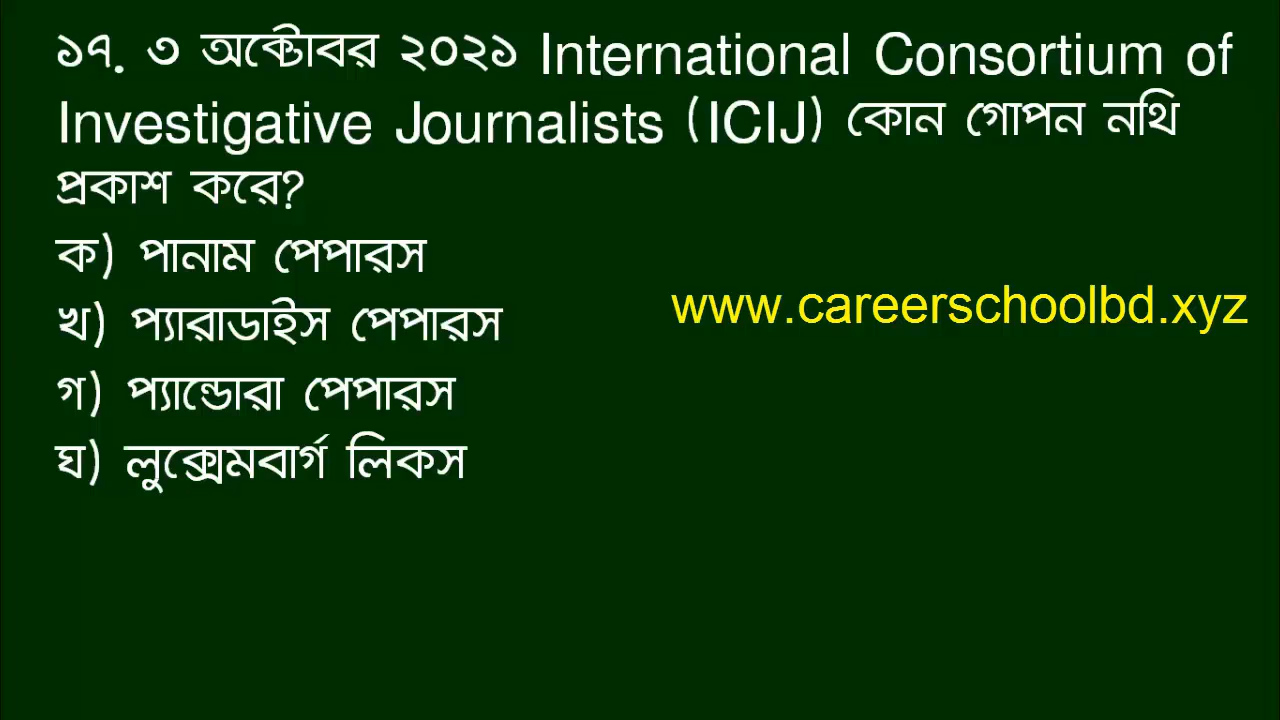 ১৭. ৩ অক্টোবর ২০২১ International Consortium of
Investigative Journalists (ICIJ) কোন গোপন নথি
প্রকাশ করে?
ক) পানাম পেপারস
খ) প্যারাডাইস পেপারস
www.careerschoolbd.xyz
গ) প্যান্ডোরা পেপারস
ঘ) লুক্সেমবার্গ লিকস